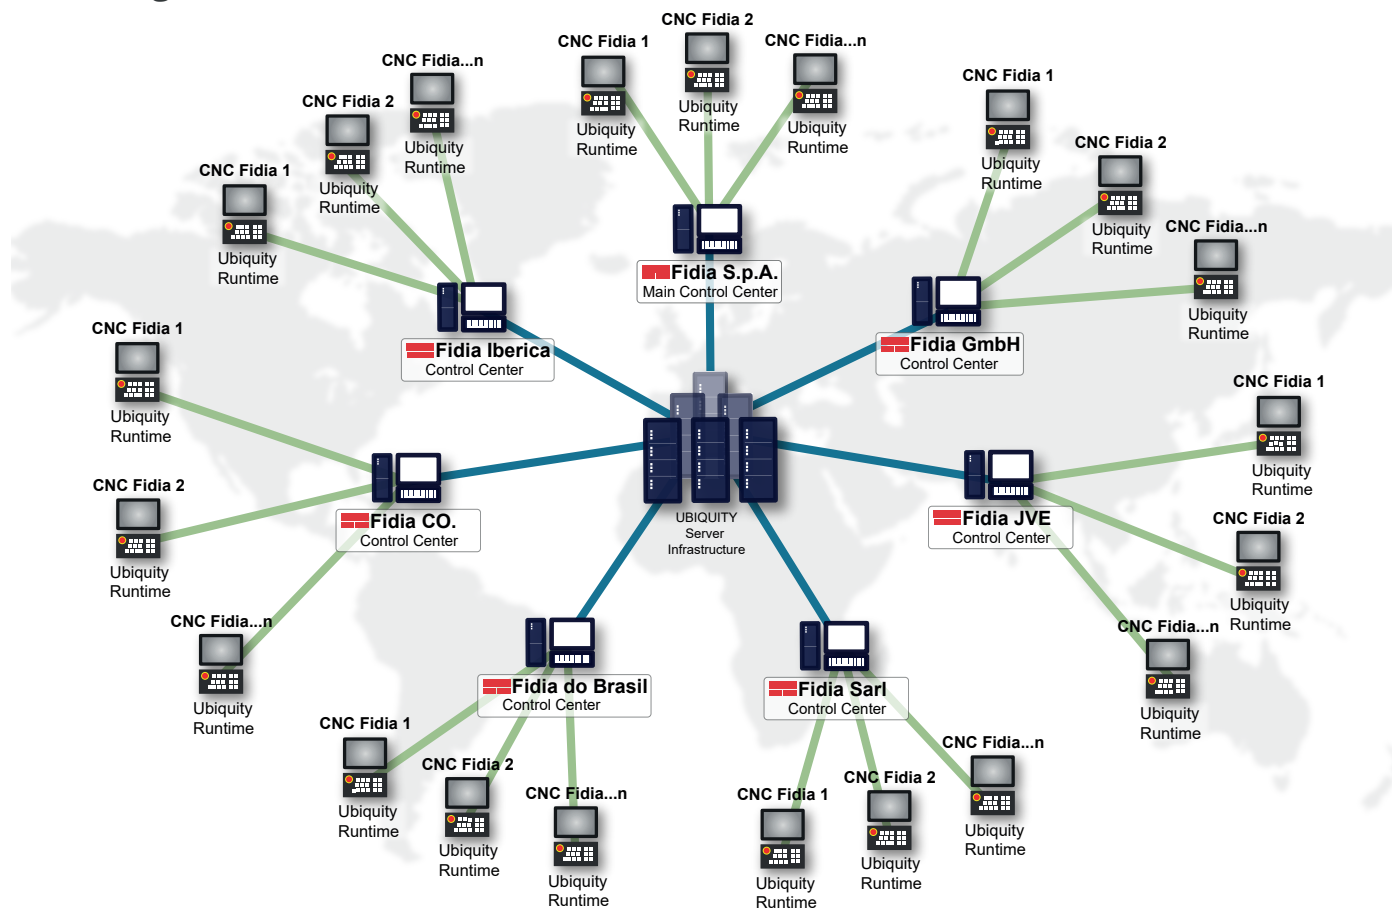 CNC Fidia 1
Ubiquity
Runtime
CNC Fidia 2
Ubiquity
Runtime
CNC Fidia...n
Ubiquity
Runtime
Fidia S.p.A.
Main Control Center
CNC Fidia 1
Ubiquity
Runtime
CNC Fidia 2
Ubiquity
Runtime
CNC Fidia...n
Ubiquity
Runtime
Fidia Iberica
Control Center
CNC Fidia 1
Ubiquity
Runtime
CNC Fidia 2
Ubiquity
Runtime
CNC Fidia...n
Ubiquity
Runtime
Fidia GmbH
Control Center
CNC Fidia 1
Ubiquity
Runtime
CNC Fidia 2
Ubiquity
Runtime
CNC Fidia...n
Ubiquity
Runtime
Fidia CO.
Control Center
UBIQUITY
Server
Infrastructure
CNC Fidia 1
Ubiquity
Runtime
CNC Fidia 2
Ubiquity
Runtime
CNC Fidia...n
Ubiquity
Runtime
Fidia JVE
Control Center
Fidia do Brasil
Control Center
CNC Fidia 1
Ubiquity
Runtime
CNC Fidia 2
Ubiquity
Runtime
CNC Fidia...n
Ubiquity
Runtime
Fidia Sarl
Control Center
CNC Fidia 1
Ubiquity
Runtime
CNC Fidia 2
Ubiquity
Runtime
CNC Fidia...n
Ubiquity
Runtime